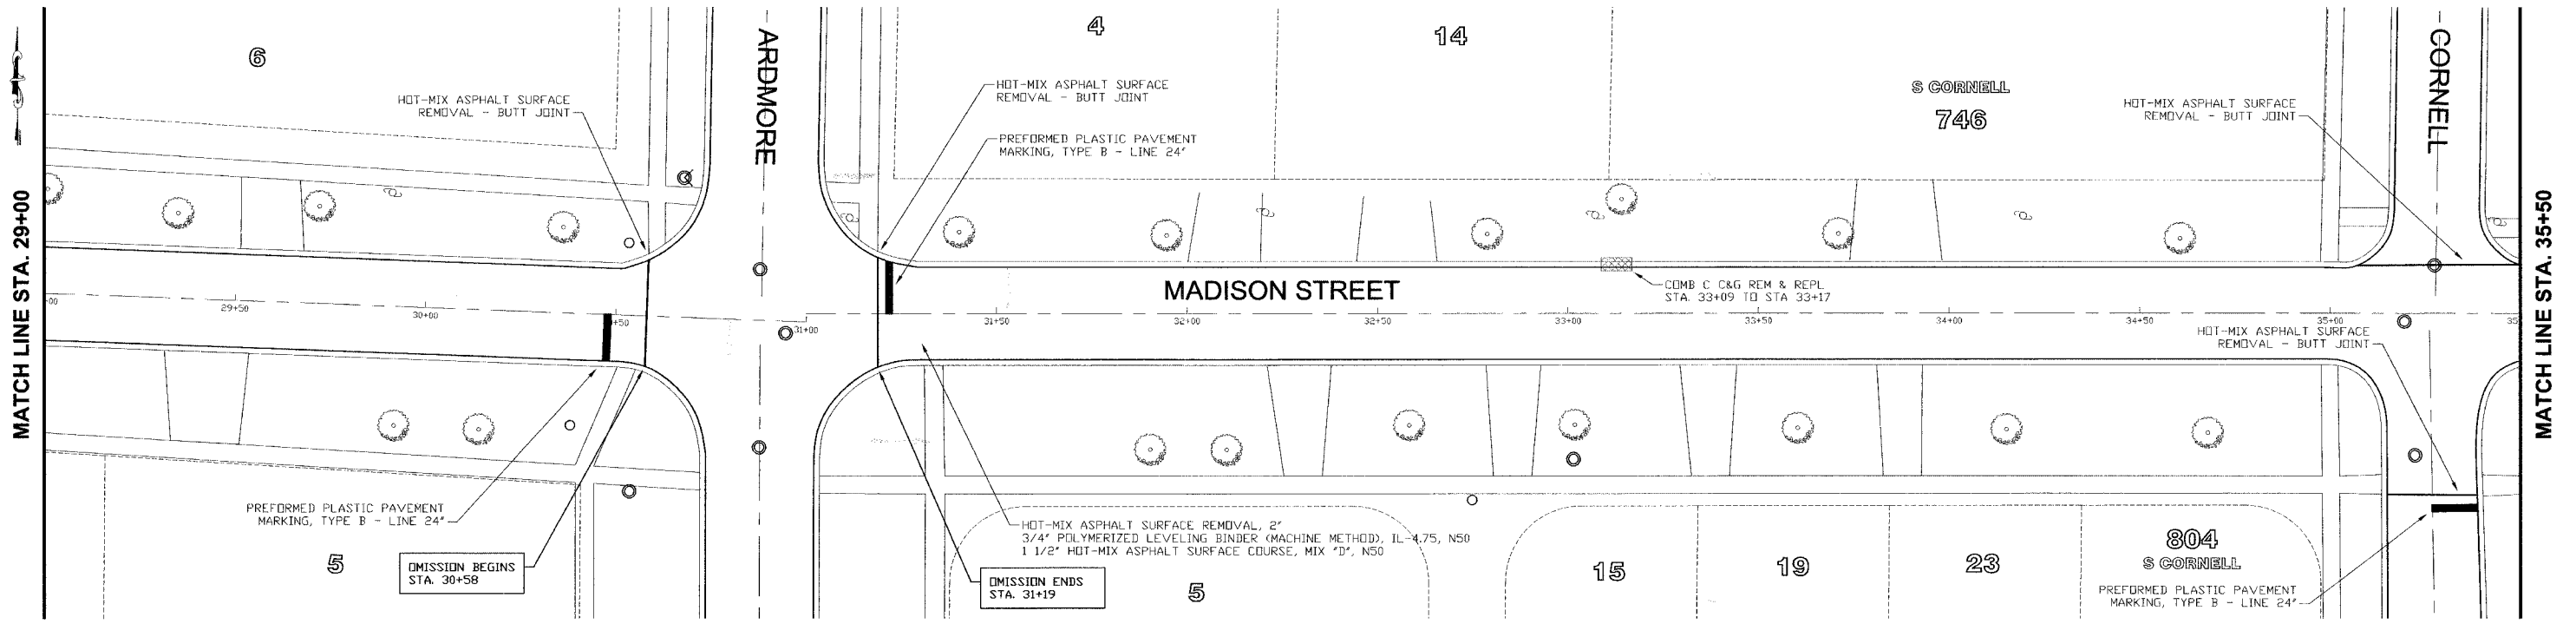 MATCH LINE STA. 29+00
6
HOT-MIX ASPHALT SURFACE
REMOVAL - BUTT JOINT
ARDMORE
4
14
HOT-MIX ASPHALT SURFACE
REMOVAL - BUTT JOINT
PREFORMED PLASTIC PAVEMENT
MARKING, TYPE B - LINE 24"
S CORNELL
746
HOT-MIX ASPHALT SURFACE
REMOVAL - BUTT JOINT
CORNELL
MATCH LINE STA. 35+50
MADISON STREET
COMB C C&G REM & REPL
STA. 33+09 TO STA 33+17
00
29+50
30+00
+50
31+00
31+50
32+00
32+50
33+00
33+50
34+00
34+50
35+00
35
HOT-MIX ASPHALT SURFACE
REMOVAL - BUTT JOINT
PREFORMED PLASTIC PAVEMENT
MARKING, TYPE B - LINE 24"
5
OMISSION BEGINS
STA. 30+58
HOT-MIX ASPHALT SURFACE REMOVAL, 2"
3/4" POLYMERIZED LEVELING BINDER (MACHINE METHOD), IL-4.75, N50
1 1/2" HOT-MIX ASPHALT SURFACE COURSE, MIX "D", N50
OMISSION ENDS
STA. 31+19
5
15
19
23
804
S CORNELL
PREFORMED PLASTIC PAVEMENT
MARKING, TYPE B - LINE 24"